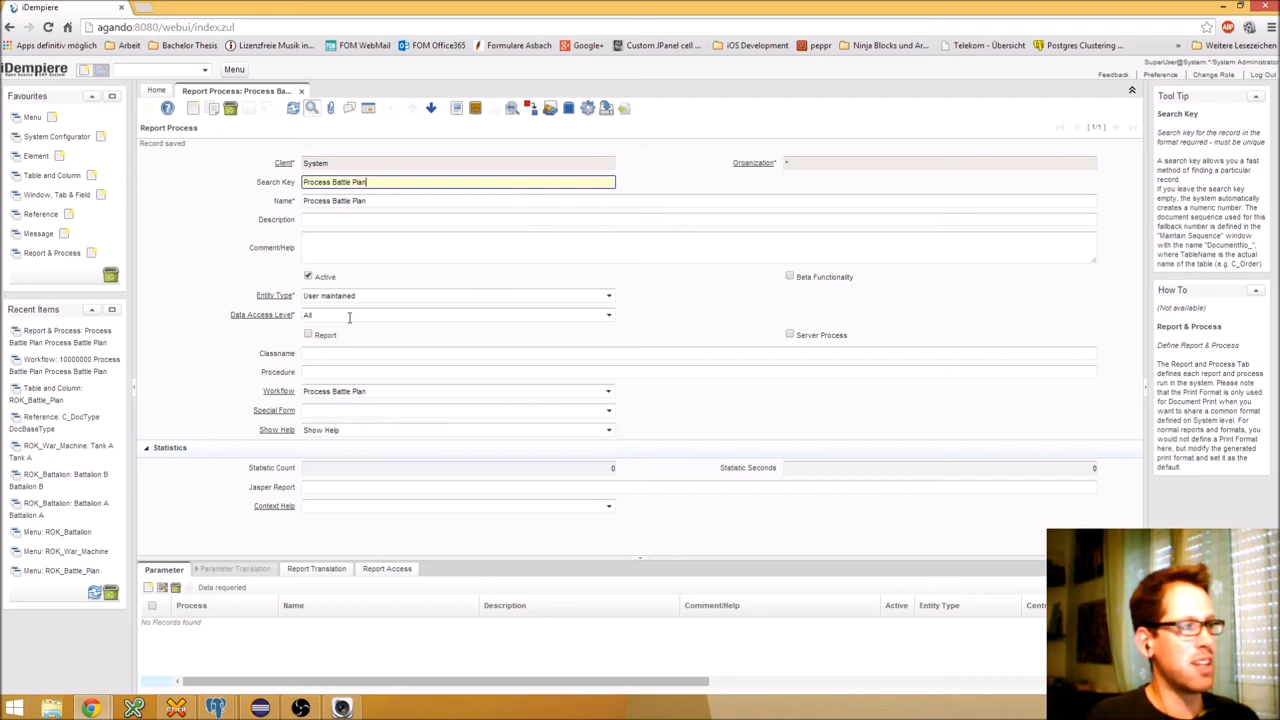 iDempiere
agando:8080/webui/index.zul
Apps definitiv möglich Arbeit Bachelor Thesis Lizenzfreie Musik in... FOM WebMail FOM Office365 Formulare Asbach Google+ Custom JPanel cell ... iOS Development peppr Ninja Blocks und Ar... Telekom - Übersicht Postgres Clustering ... » Weitere Lesezeichen
iDempiere Menu
SuperUser@System.*/System Administrator
Feedback Preference Change Role Log Out
Favourites
Menu
System Configurator
Element
Table and Column
Window, Tab & Field
Reference
Message
Report & Process
Recent Items
Report & Process: Process
Battle Plan Process Battle Plan
Workflow: 10000000 Process
Battle Plan Process Battle Plan
Table and Column:
ROK_Battle_Plan
Reference: C_DocType
DocBaseType
ROK_War_Machine: Tank A
Tank A
ROK_Battalion: Battalion B
Battalion B
ROK_Battalion: Battalion A
Battalion A
Menu: ROK_Battalion
Menu: ROK_War_Machine
Menu: ROK_Battle_Plan
Home Report Process: Process Ba...
Report Process
[ 1/1 ]
Record saved
Client* System Organization* *
Search Key Process Battle Plan
Name* Process Battle Plan
Description
Comment/Help
Active Beta Functionality
Entity Type* User maintained
Data Access Level* All
Report Server Process
Classname
Procedure
Workflow Process Battle Plan
Special Form
Show Help Show Help
Statistics
Statistic Count 0 Statistic Seconds 0
Jasper Report
Context Help
Parameter Parameter Translation Report Translation Report Access
Data requeried
Process Name Description Comment/Help Active Entity Type Centr
No Records found
Tool Tip
Search Key
Search key for the record in the
format required - must be unique
A search key allows you a fast
method of finding a particular
record.
If you leave the search key
empty, the system automatically
creates a numeric number. The
document sequence used for this
fallback number is defined in the
"Maintain Sequence" window
with the name "DocumentNo_",
where TableName is the actual
name of the table (e.g. C_Order).
How To
(Not available)
Report & Process
Define Report & Process
The Report and Process Tab
defines each report and process
run in the system. Please note
that the Print Format is only
used for Document Print when you
want to share a common format
defined on System level. For
normal reports and formats, you
would not define a Print Format
here, but modify the generated
print format and set it as the
default.